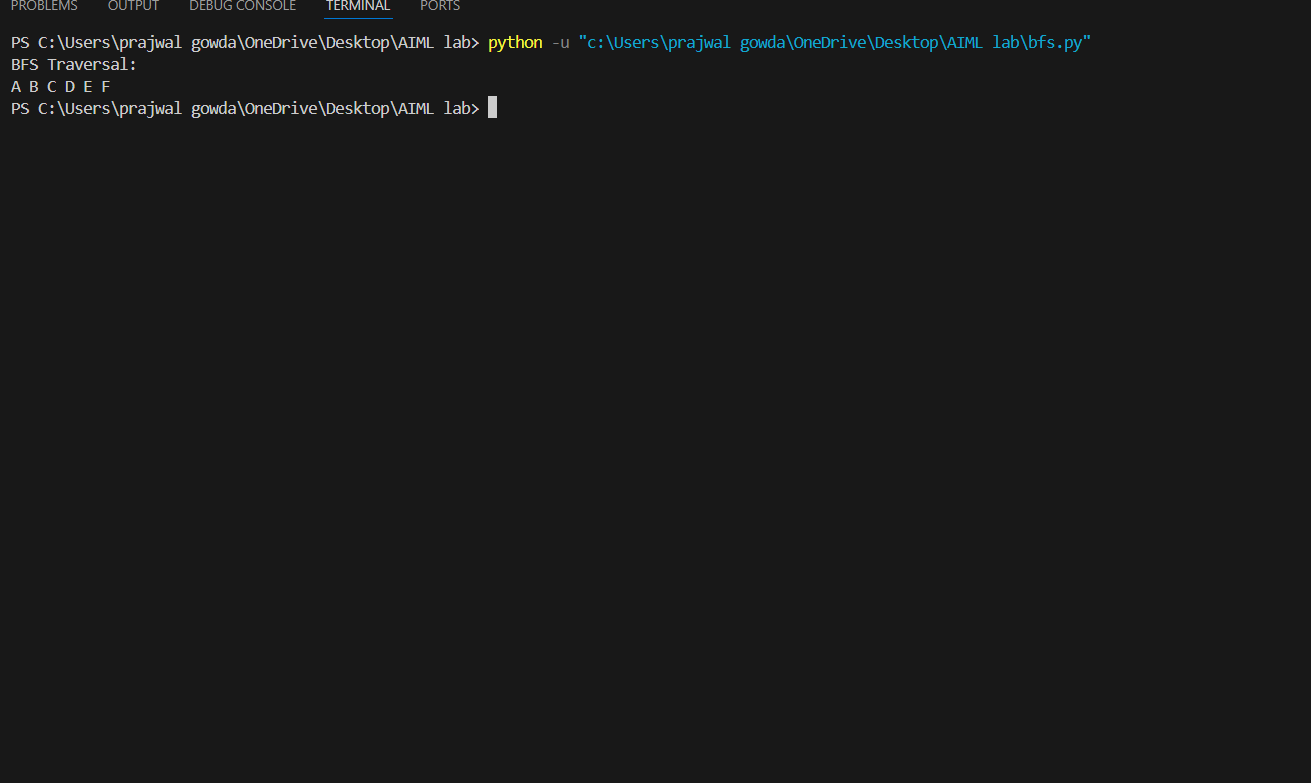 PROBLEMS OUTPUT DEBUG CONSOLE TERMINAL PORTS
PS C:\Users\prajwal gowda\OneDrive\Desktop\AIML lab> python -u "c:\Users\prajwal gowda\OneDrive\Desktop\AIML lab\bfs.py"
BFS Traversal:
A B C D E F
PS C:\Users\prajwal gowda\OneDrive\Desktop\AIML lab>